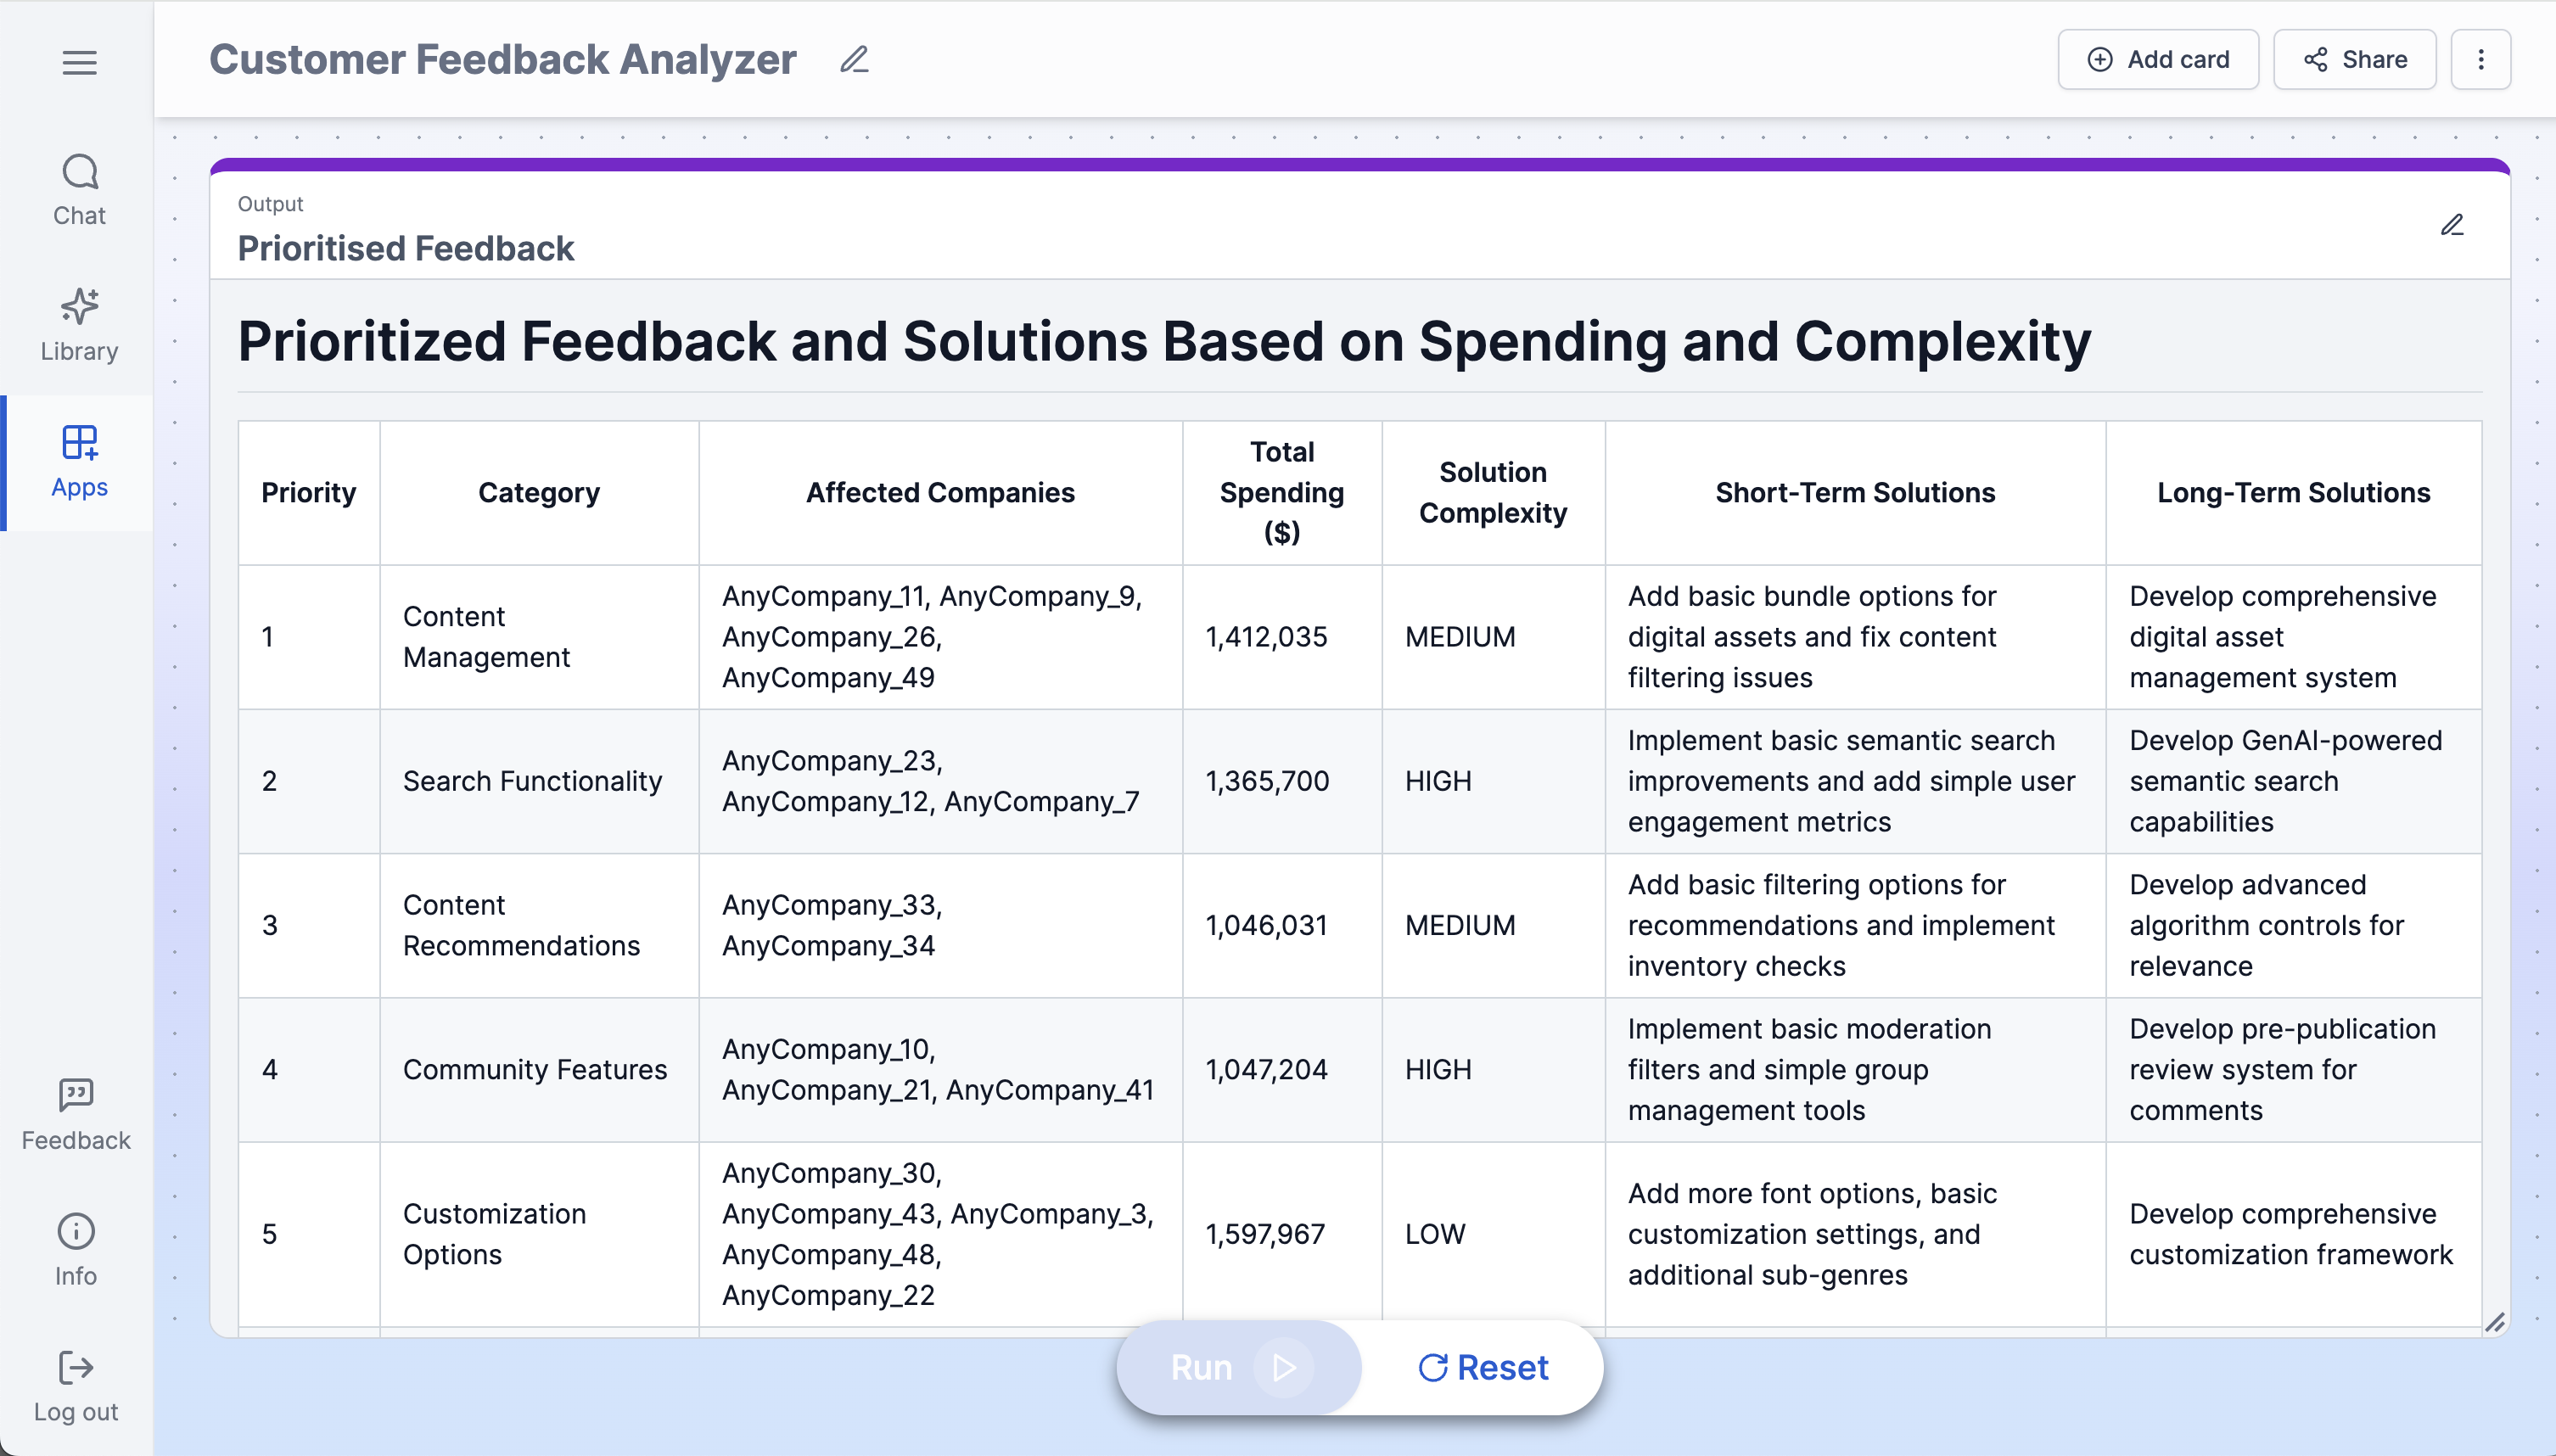 Customer Feedback Analyzer
Add card
Share
Chat
Library
Apps
Feedback
Info
Log out
Output
Prioritised Feedback
Prioritized Feedback and Solutions Based on Spending and Complexity
Priority
Category
Affected Companies
Total
Spending
($)
Solution
Complexity
Short-Term Solutions
Long-Term Solutions
1
Content
Management
AnyCompany_11, AnyCompany_9,
AnyCompany_26,
AnyCompany_49
1,412,035
MEDIUM
Add basic bundle options for
digital assets and fix content
filtering issues
Develop comprehensive
digital asset
management system
2
Search Functionality
AnyCompany_23,
AnyCompany_12, AnyCompany_7
1,365,700
HIGH
Implement basic semantic search
improvements and add simple user
engagement metrics
Develop GenAI-powered
semantic search
capabilities
3
Content
Recommendations
AnyCompany_33,
AnyCompany_34
1,046,031
MEDIUM
Add basic filtering options for
recommendations and implement
inventory checks
Develop advanced
algorithm controls for
relevance
4
Community Features
AnyCompany_10,
AnyCompany_21, AnyCompany_41
1,047,204
HIGH
Implement basic moderation
filters and simple group
management tools
Develop pre-publication
review system for
comments
5
Customization
Options
AnyCompany_30,
AnyCompany_43, AnyCompany_3,
AnyCompany_48,
AnyCompany_22
1,597,967
LOW
Add more font options, basic
customization settings, and
additional sub-genres
Develop comprehensive
customization framework
Run
Reset